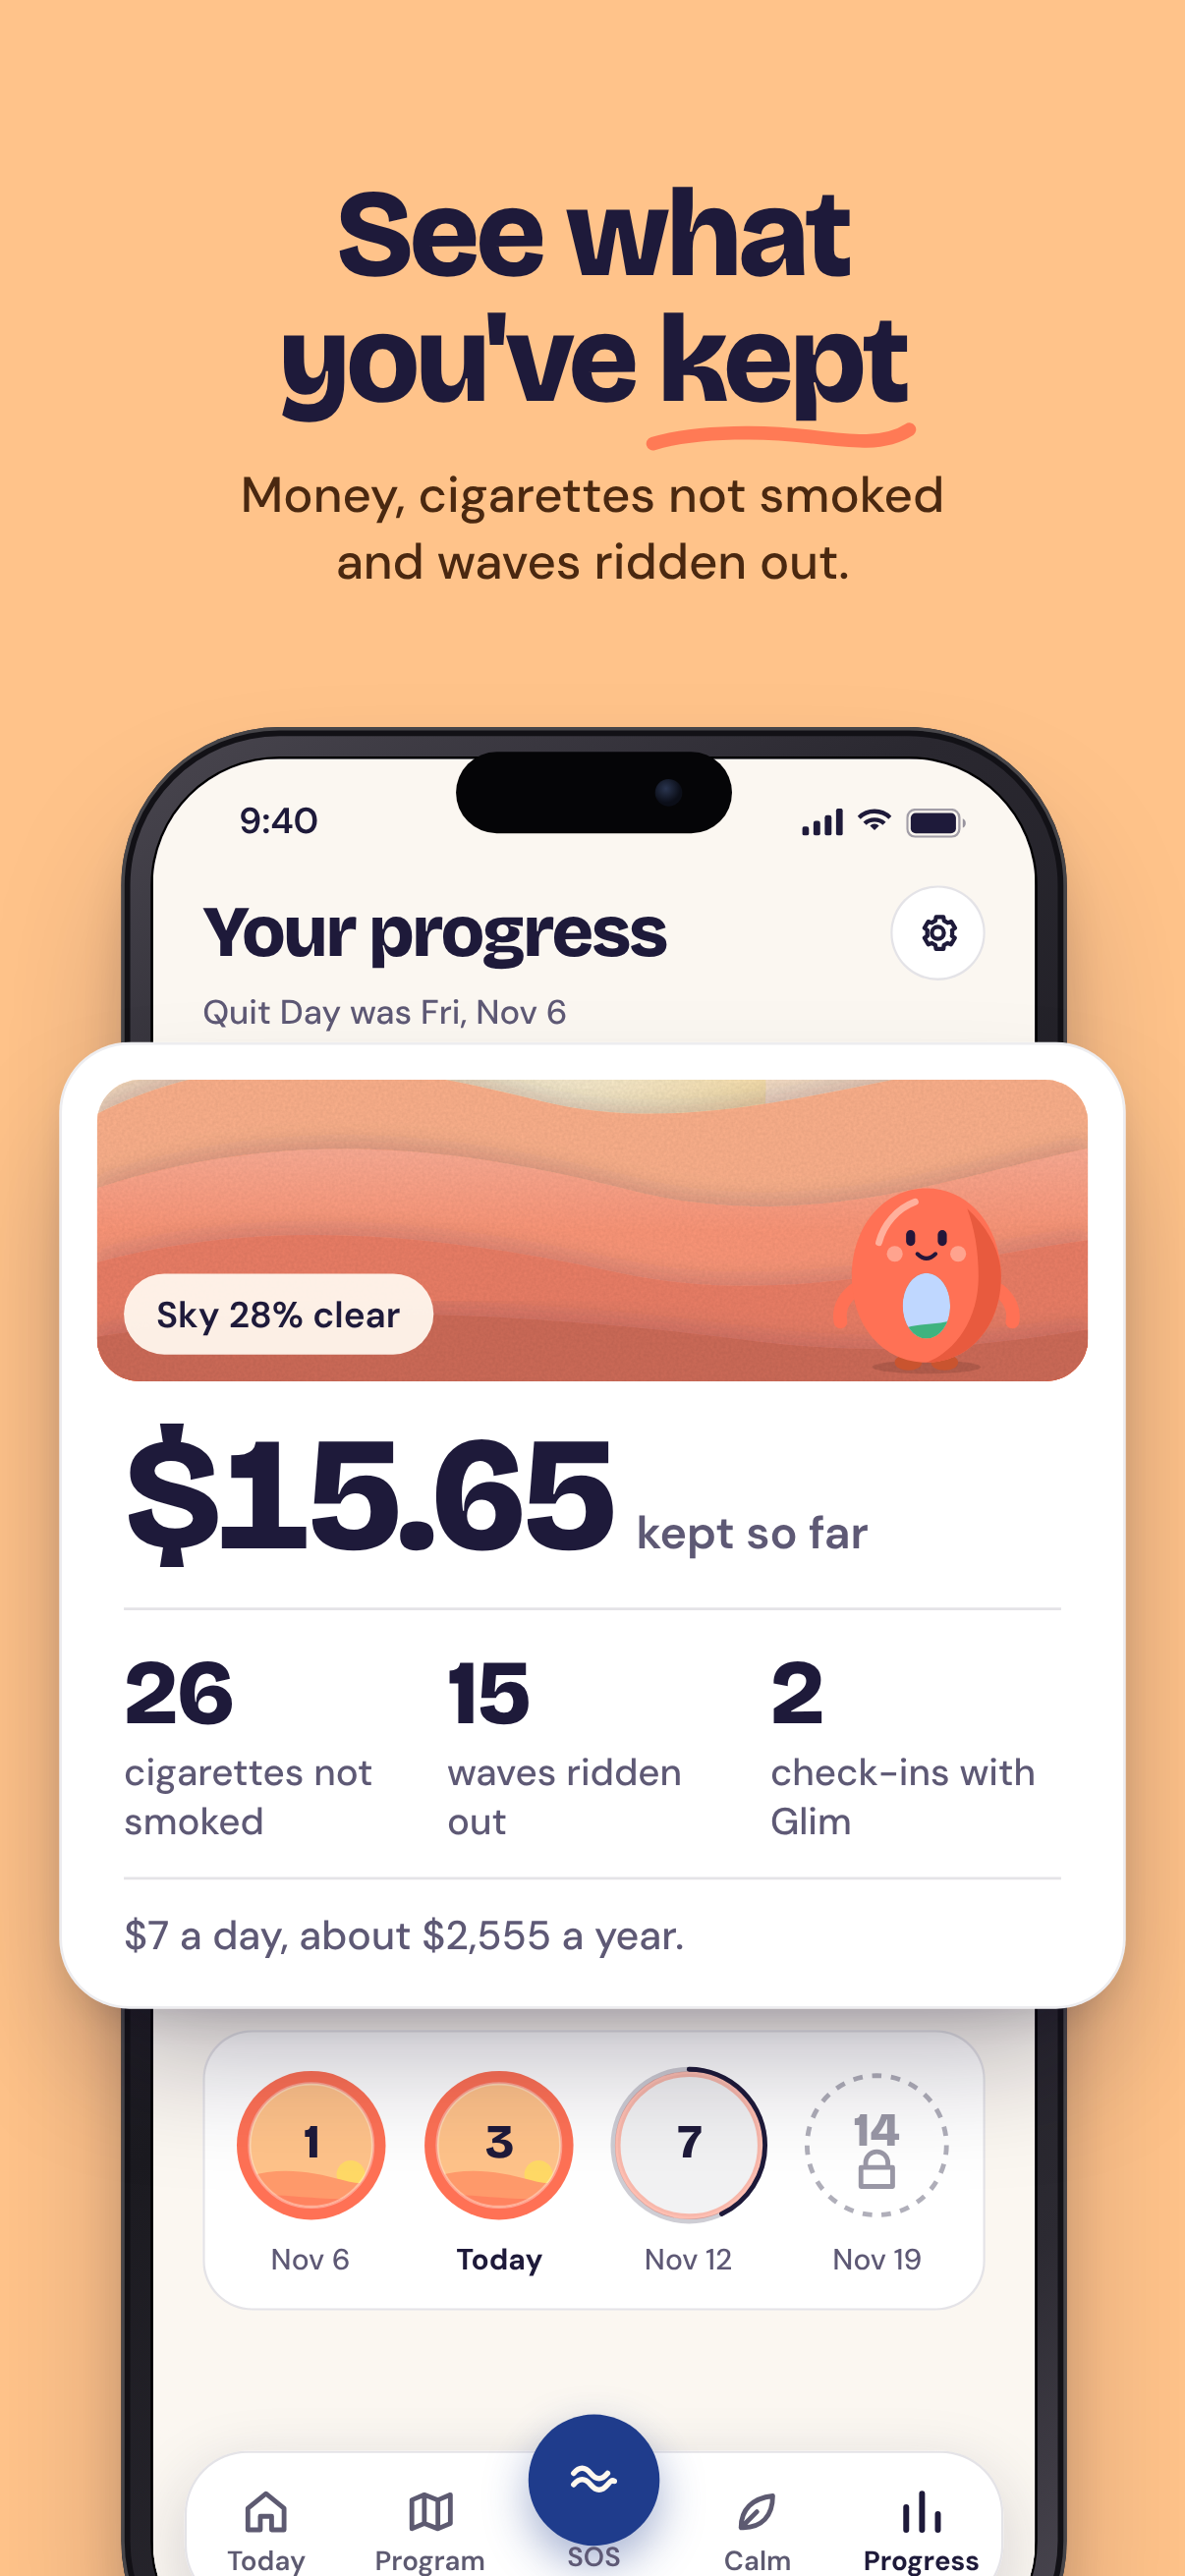 See what
you've kept
Money, cigarettes not smoked
and waves ridden out.
9:40
Your progress
Quit Day was Fri, Nov 6
Sky 28% clear
$15.65 kept so far
26 15 2
cigarettes not waves ridden check-ins with
smoked out Glim
$7 a day, about $2,555 a year.
1 3 7 14
Nov 6 Today Nov 12 Nov 19
Today Program SOS Calm Progress